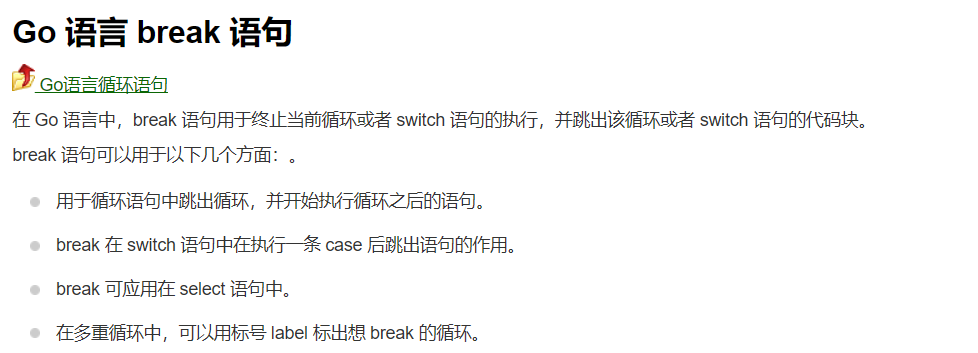 Go 语言 break 语句
Go语言循环语句
在 Go 语言中，break 语句用于终止当前循环或者 switch 语句的执行，并跳出该循环或者 switch 语句的代码块。
break 语句可以用于以下几个方面：。
用于循环语句中跳出循环，并开始执行循环之后的语句。
break 在 switch 语句中在执行一条 case 后跳出语句的作用。
break 可应用在 select 语句中。
在多重循环中，可以用标号 label 标出想 break 的循环。